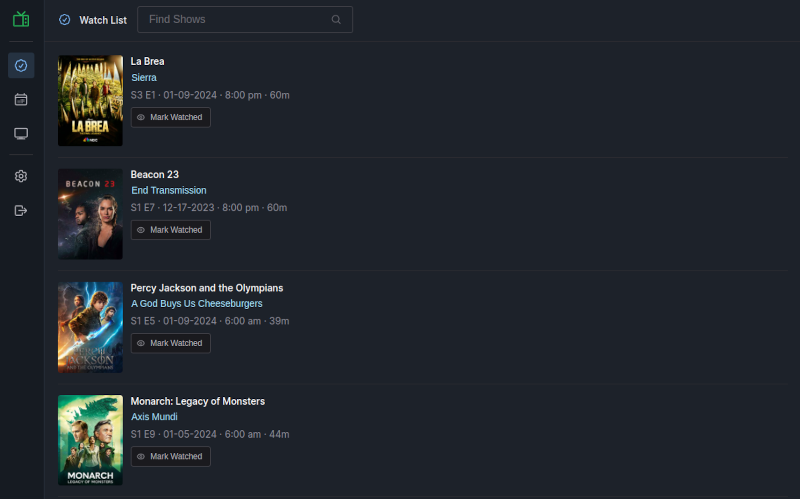 Watch List
Find Shows
LA BREA
La Brea
Sierra
S3 E1 · 01-09-2024 · 8:00 pm · 60m
Mark Watched
BEACON 23
Beacon 23
End Transmission
S1 E7 · 12-17-2023 · 8:00 pm · 60m
Mark Watched
JACKSON
AND THE OLYMPIANS
Percy Jackson and the Olympians
A God Buys Us Cheeseburgers
S1 E5 · 01-09-2024 · 6:00 am · 39m
Mark Watched
MONARCH
LEGACY OF MONSTERS
Monarch: Legacy of Monsters
Axis Mundi
S1 E9 · 01-05-2024 · 6:00 am · 44m
Mark Watched